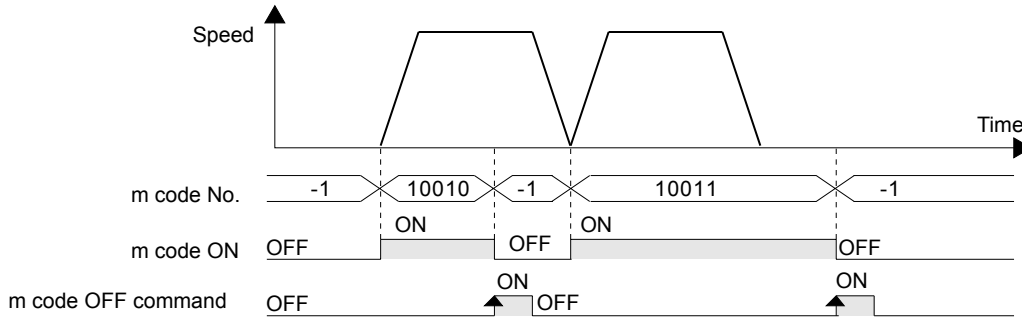 Speed
Time
m code No. -1 10010 -1 10011 -1
ON ON
m code ON OFF OFF OFF
ON ON
m code OFF command OFF OFF